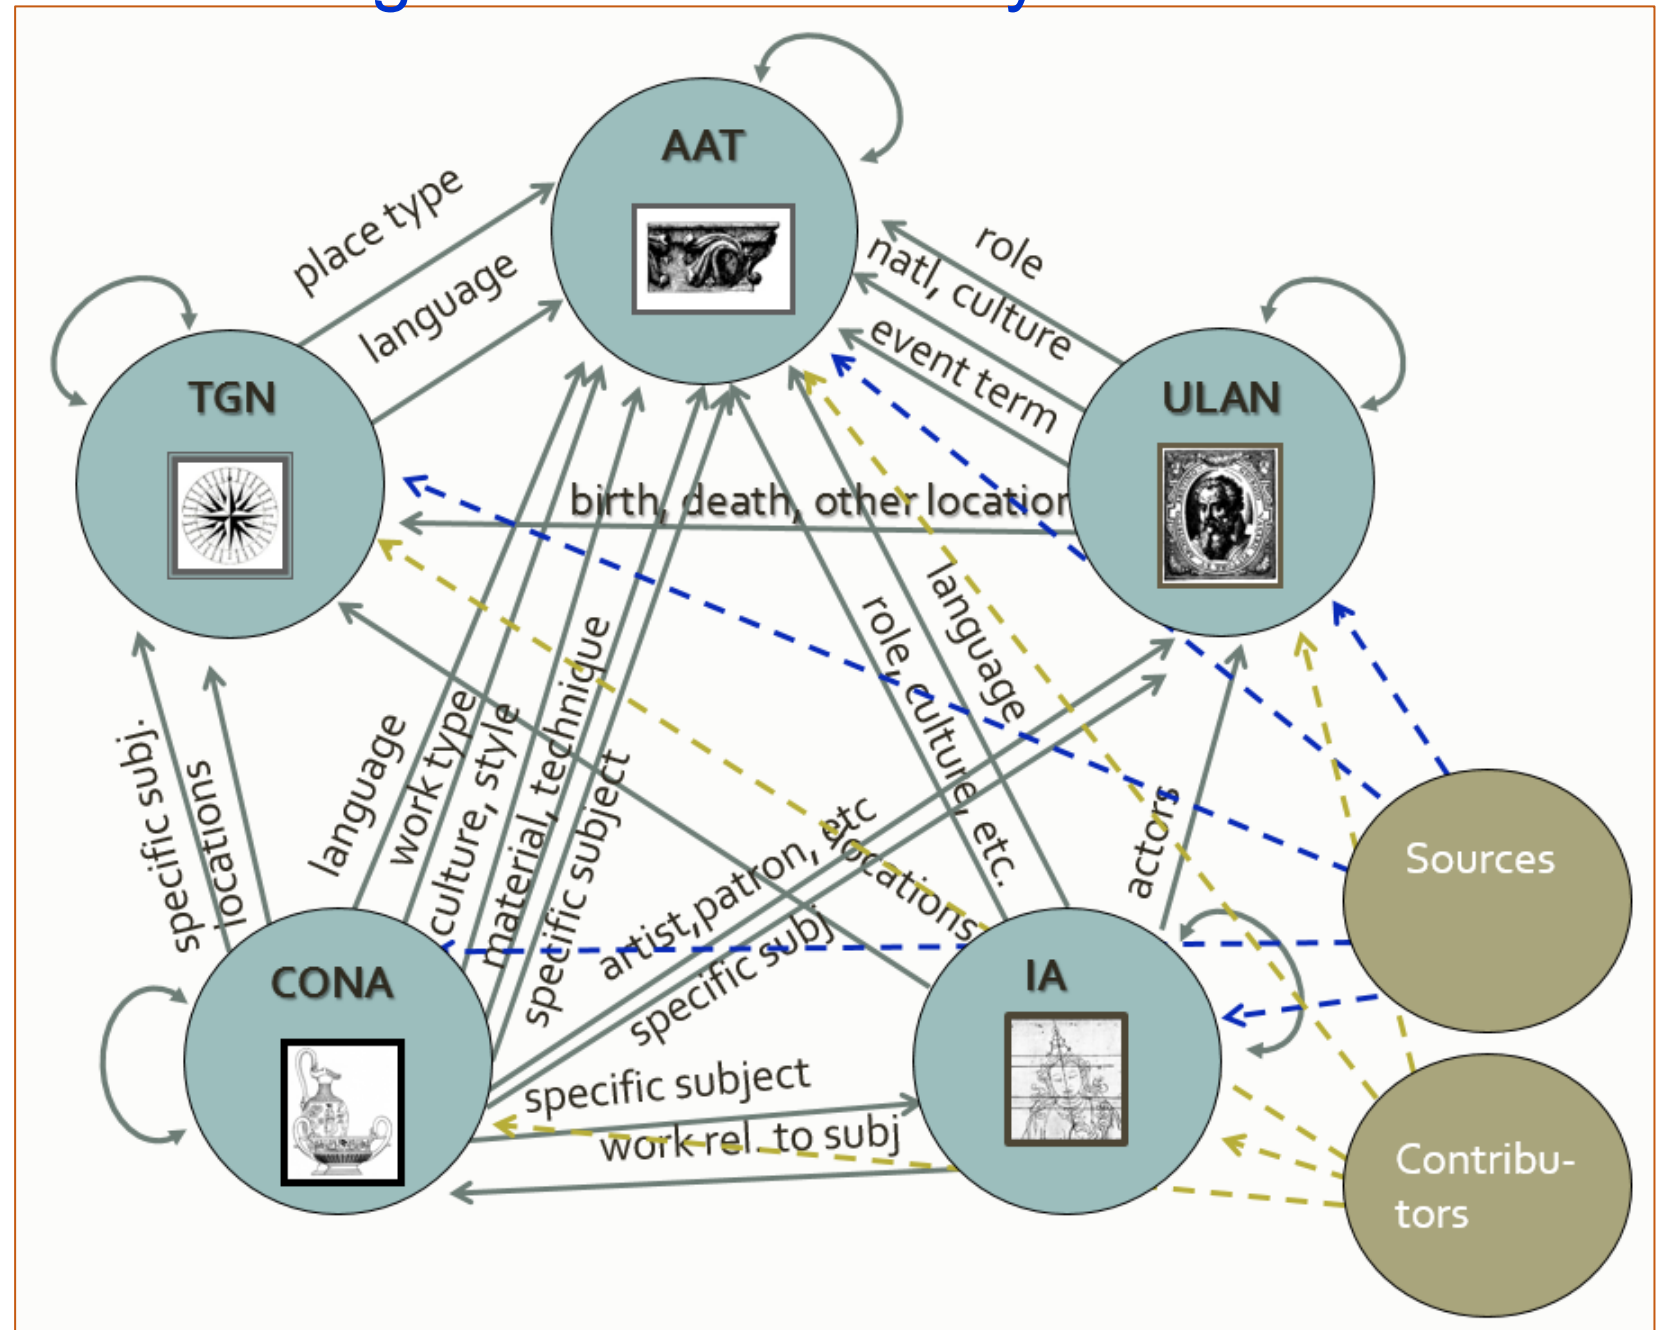 AAT
place type
language
role
natl, culture
event term
TGN
ULAN
birth, death, other location
language
role, culture, etc.
specific subj.
locations
language
work type
culture, style
material, technique
specific subject
artist,patron, etc
specific subj
locations
actors
Sources
CONA
IA
specific subject
work rel. to subj
Contribu-
tors